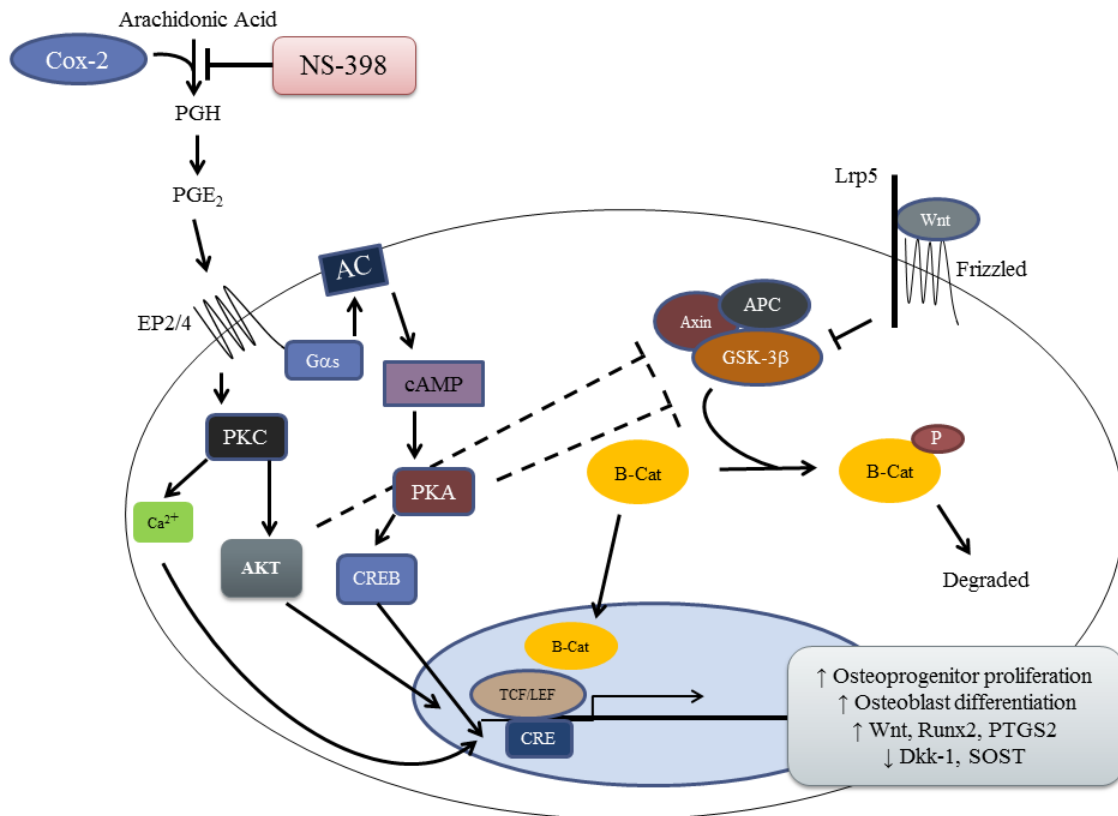 Arachidonic Acid
Cox-2
NS-398
PGH
PGE₂
Lrp5
Wnt
Frizzled
AC
EP2/4
Gαs
cAMP
APC
Axin
GSK-3β
PKC
PKA
Ca²⁺
AKT
CREB
B-Cat
B-Cat
P
Degraded
B-Cat
TCF/LEF
CRE
↑ Osteoprogenitor proliferation
↑ Osteoblast differentiation
↑ Wnt, Runx2, PTGS2
↓ Dkk-1, SOST